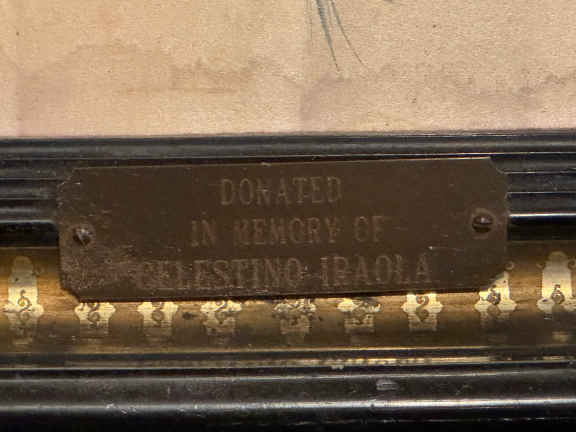 DONATED
IN MEMORY OF
CELESTINO IRAOLA